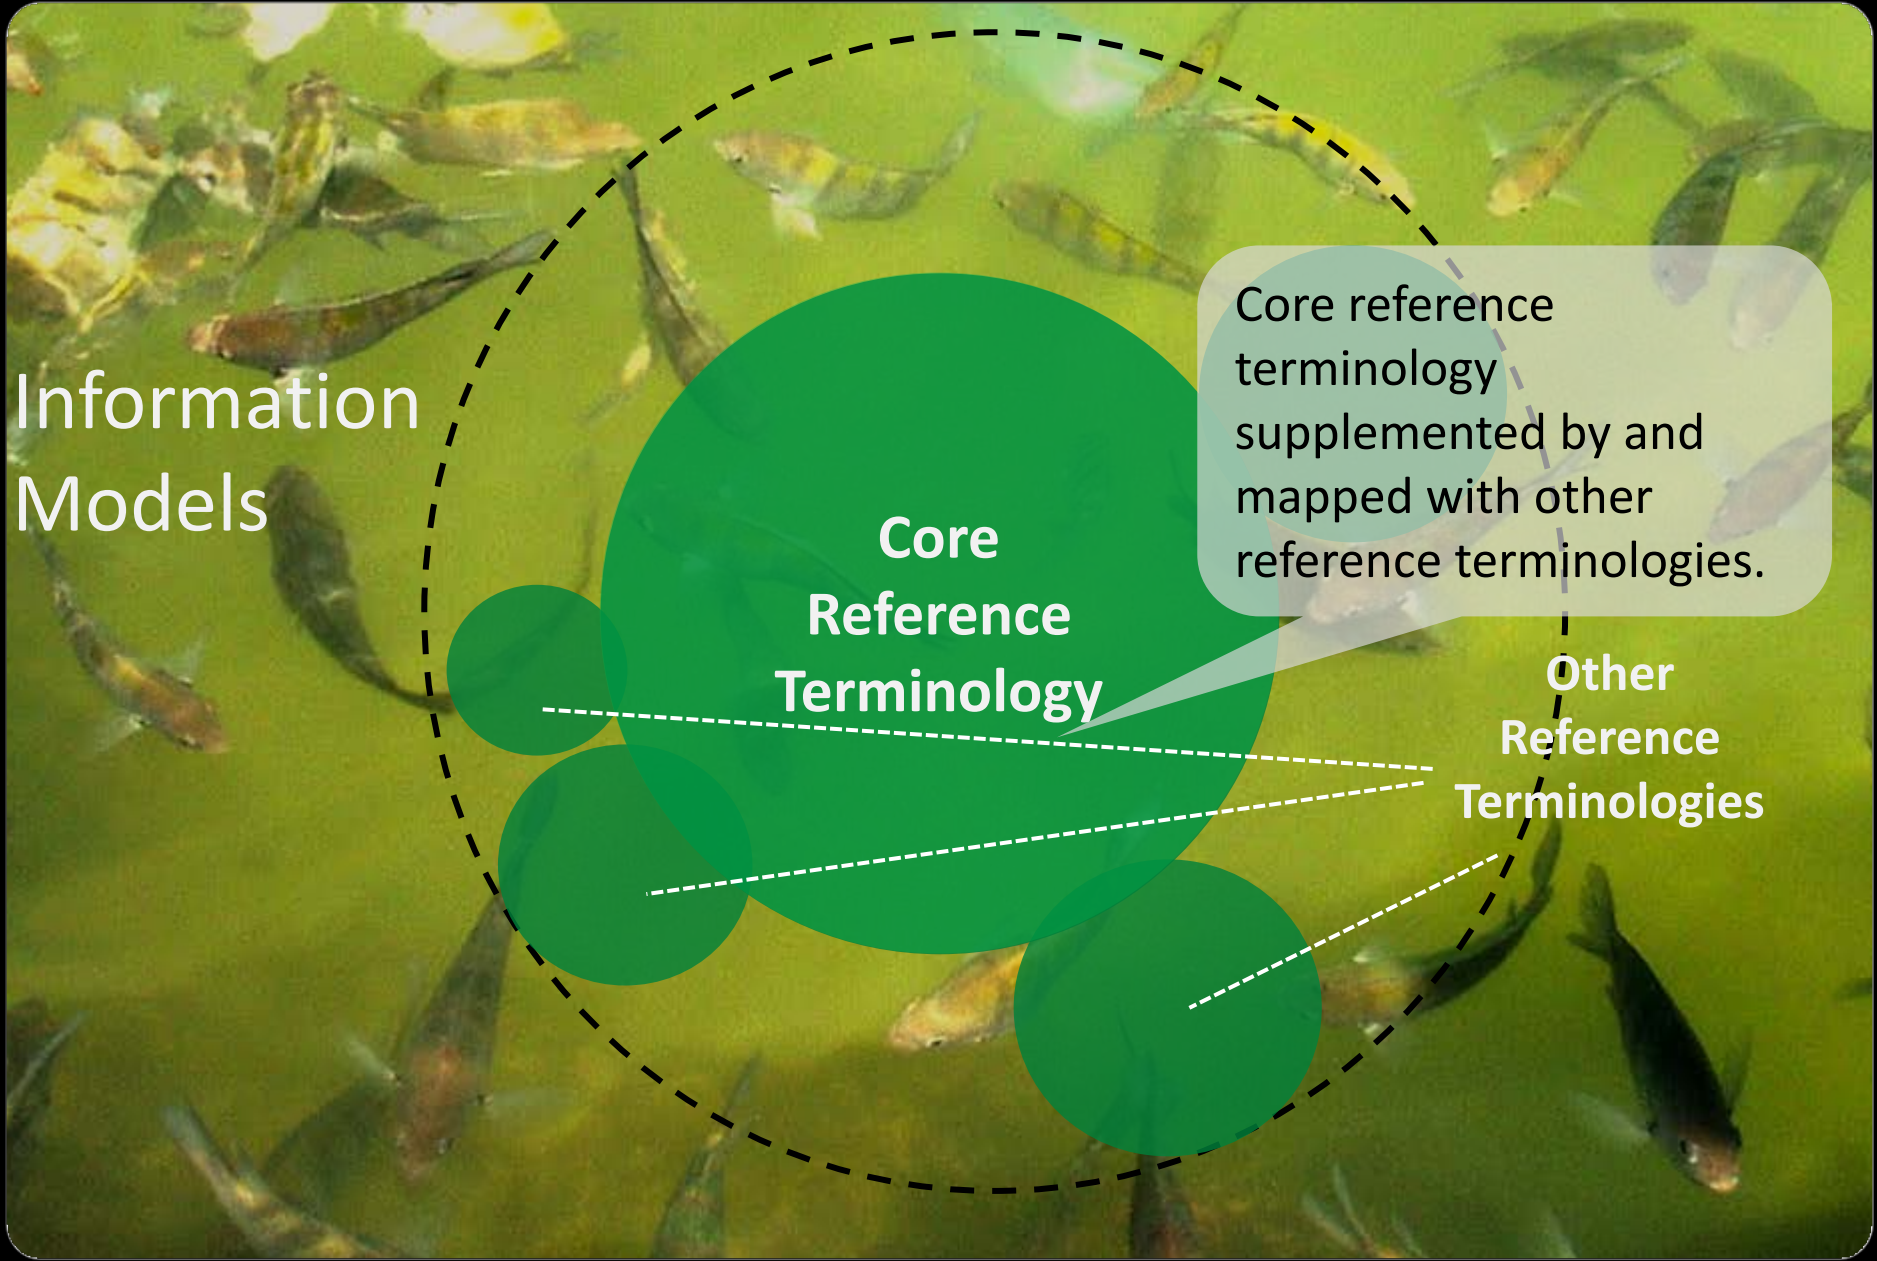 Information
Models
Core
Reference
Terminology
Core reference
terminology
supplemented by and
mapped with other
reference terminologies.
Other
Reference
Terminologies